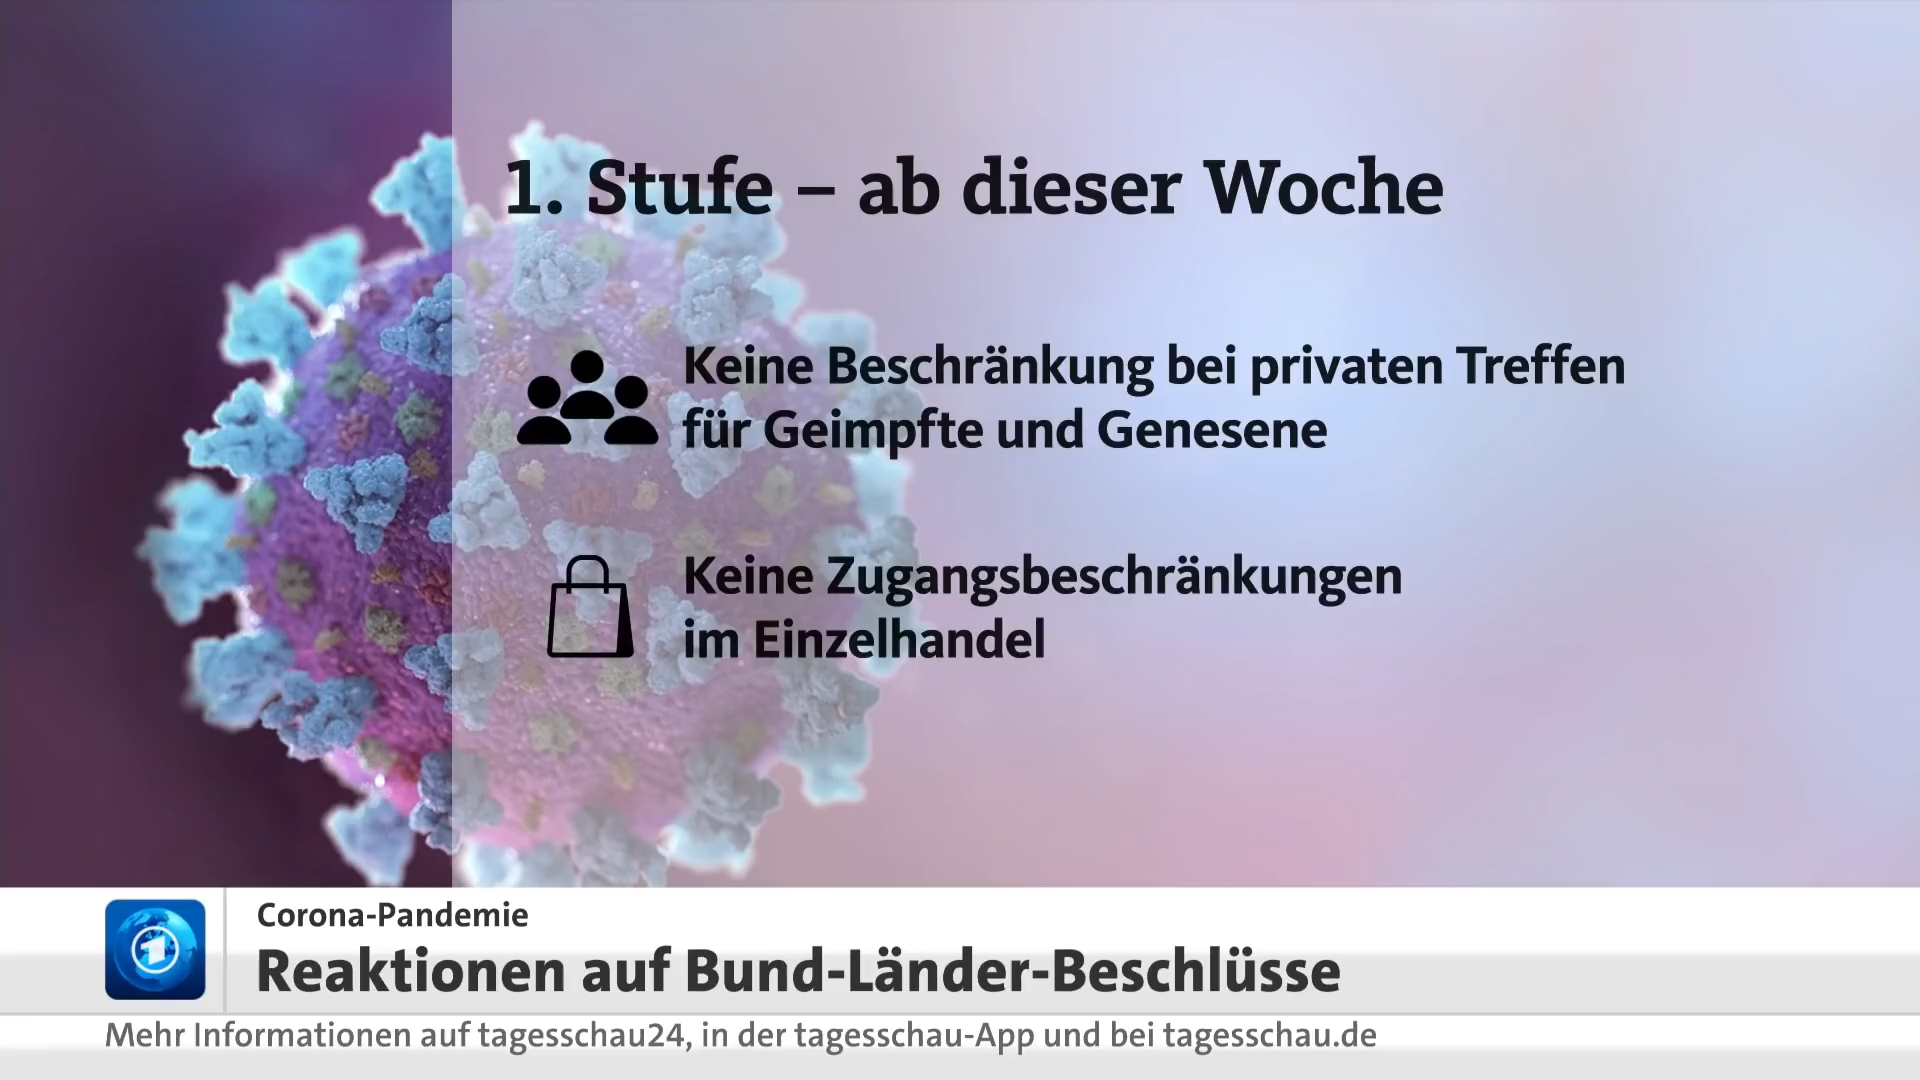 1. Stufe – ab dieser Woche
Keine Beschränkung bei privaten Treffen
für Geimpfte und Genesene
Keine Zugangsbeschränkungen
im Einzelhandel
Corona-Pandemie
Reaktionen auf Bund-Länder-Beschlüsse
Mehr Informationen auf tagesschau24, in der tagesschau-App und bei tagesschau.de